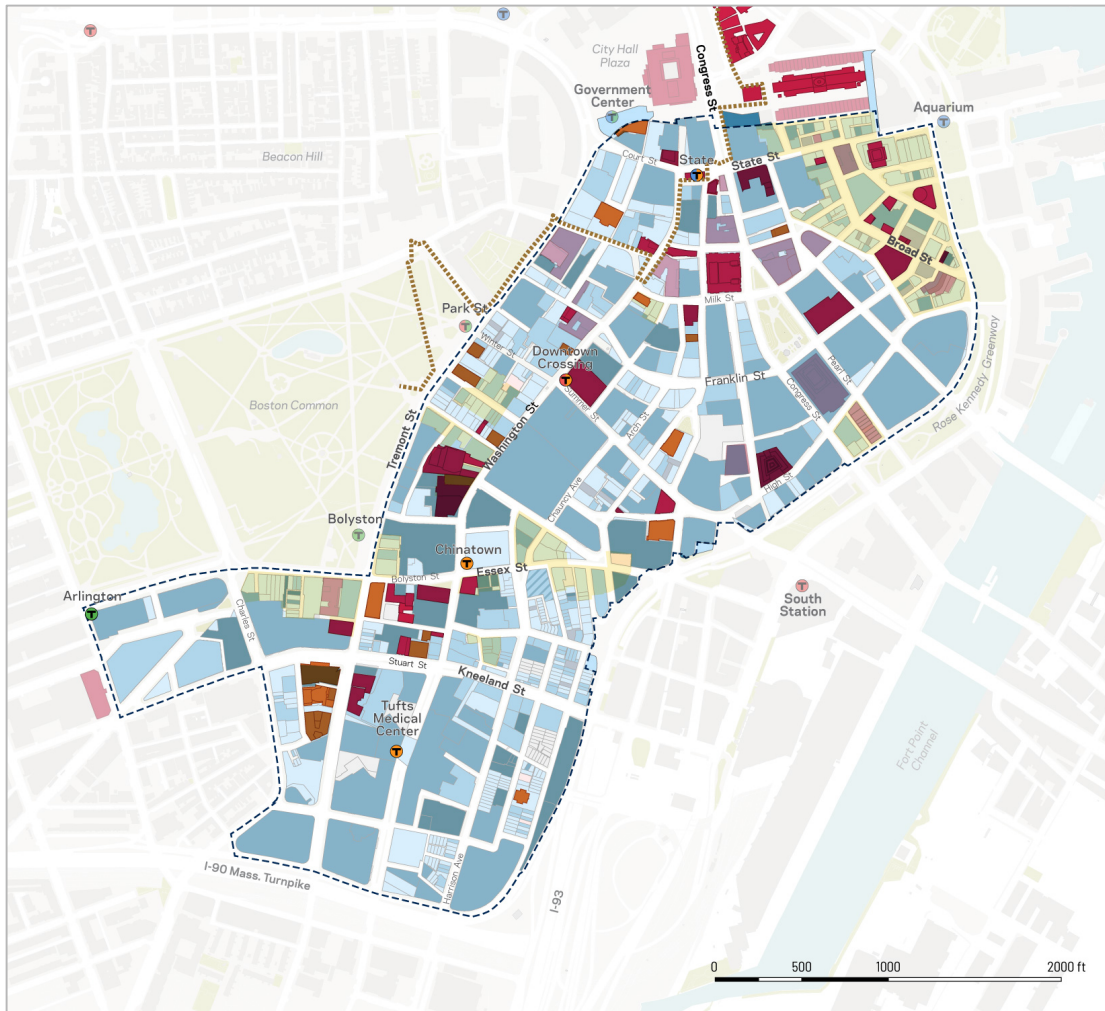 City Hall
Plaza
Congress St
Government
Center
Aquarium
Beacon Hill
Court St
State
State St
Broad St
Park St
Milk St
Winter St
Downtown
Crossing
Franklin St
Pearl St
Congress St
Rose Kennedy Greenway
Boston Common
Summer St
Tremont St
Washington St
Arch St
High St
Chauncy Ave
Bolyston
Chinatown
Essex St
Bolyston St
Arlington
Charles St
South
Station
Stuart St
Kneeland St
Tufts
Medical
Center
Fort Point
Channel
Harrison Ave
I-90 Mass. Turnpike
I-93
0 500 1000 2000 ft
T
T
T
T
T
T
T
T
T
T
T
T